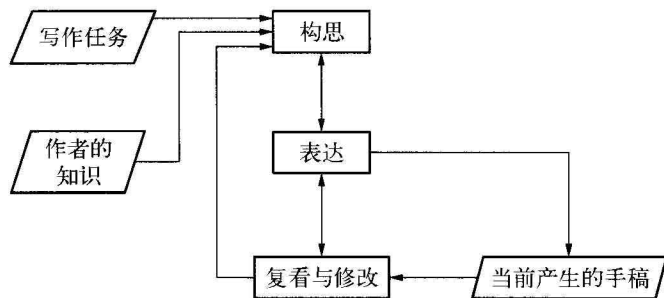 写作任务
构思
作者的
知识
表达
复看与修改
当前产生的手稿